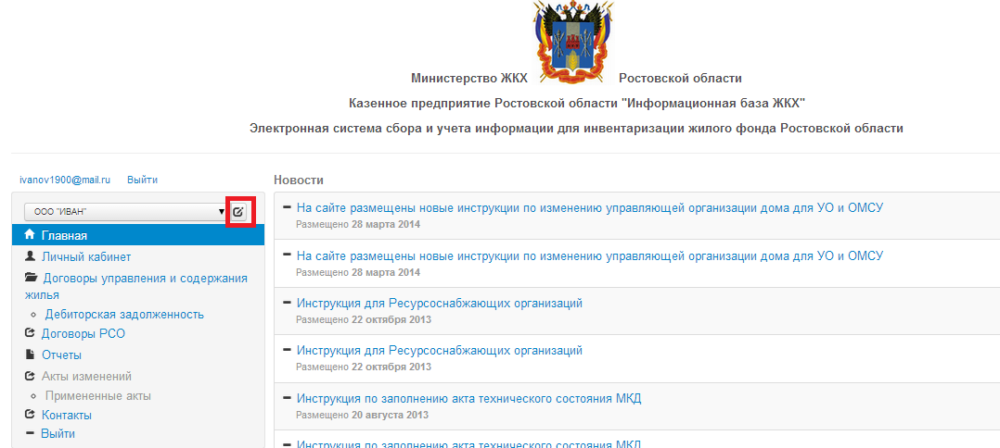 Министерство ЖКХ Ростовской области
Казенное предприятие Ростовской области "Информационная база ЖКХ"
Электронная система сбора и учета информации для инвентаризации жилого фонда Ростовской области
ivanov1900@mail.ru Выйти
ООО "ИВАН"
Главная
Личный кабинет
Договоры управления и содержания
жилья
Дебиторская задолженность
Договоры РСО
Отчеты
Акты изменений
Примененные акты
Контакты
Выйти
Новости
На сайте размещены новые инструкции по изменению управляющей организации дома для УО и ОМСУ
Размещено 28 марта 2014
На сайте размещены новые инструкции по изменению управляющей организации дома для УО и ОМСУ
Размещено 28 марта 2014
Инструкция для Ресурсоснабжающих организаций
Размещено 22 октября 2013
Инструкция для Ресурсоснабжающих организаций
Размещено 22 октября 2013
Инструкция по заполнению акта технического состояния МКД
Размещено 20 августа 2013
Инструкция по заполнению акта технического состояния МКД